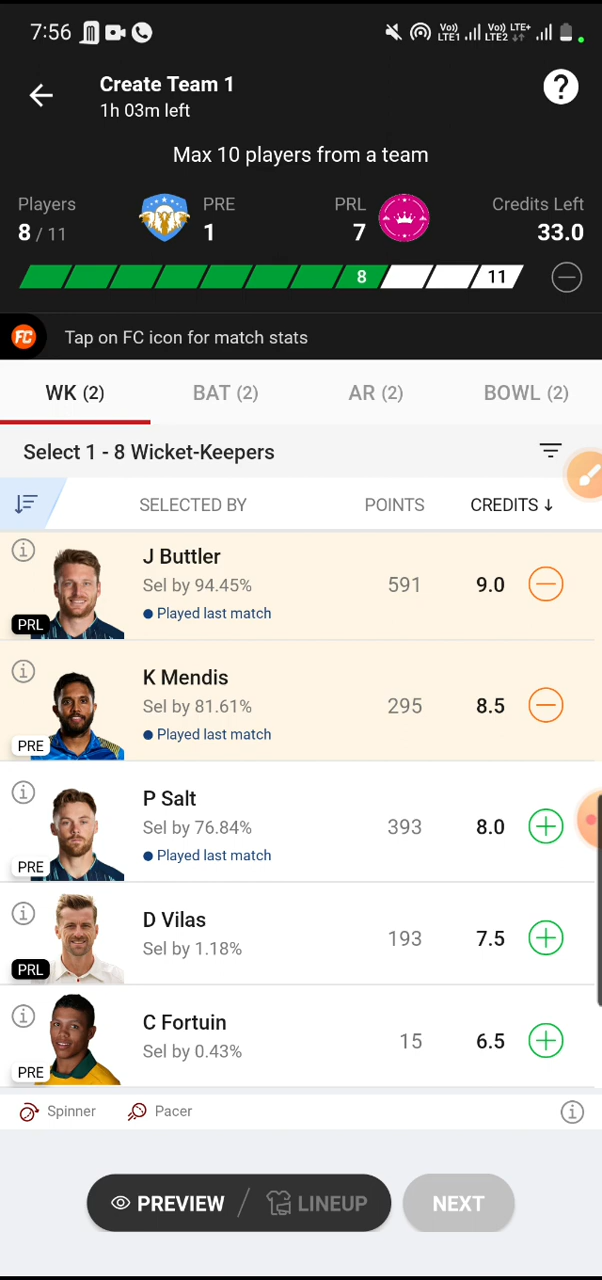 7:56
Vo)) LTE1 Vo)) LTE+ LTE2
Create Team 1
1h 03m left
?
Max 10 players from a team
Players PRE PRL Credits Left
8 / 11 1 7 33.0
8 11
FC Tap on FC icon for match stats
WK (2) BAT (2) AR (2) BOWL (2)
Select 1 - 8 Wicket-Keepers
SELECTED BY POINTS CREDITS ↓
J Buttler
Sel by 94.45% 591 9.0
Played last match
PRL
K Mendis
Sel by 81.61% 295 8.5
Played last match
PRE
P Salt
Sel by 76.84% 393 8.0
Played last match
PRE
D Vilas
Sel by 1.18% 193 7.5
PRL
C Fortuin
Sel by 0.43% 15 6.5
PRE
Spinner Pacer
PREVIEW / LINEUP NEXT